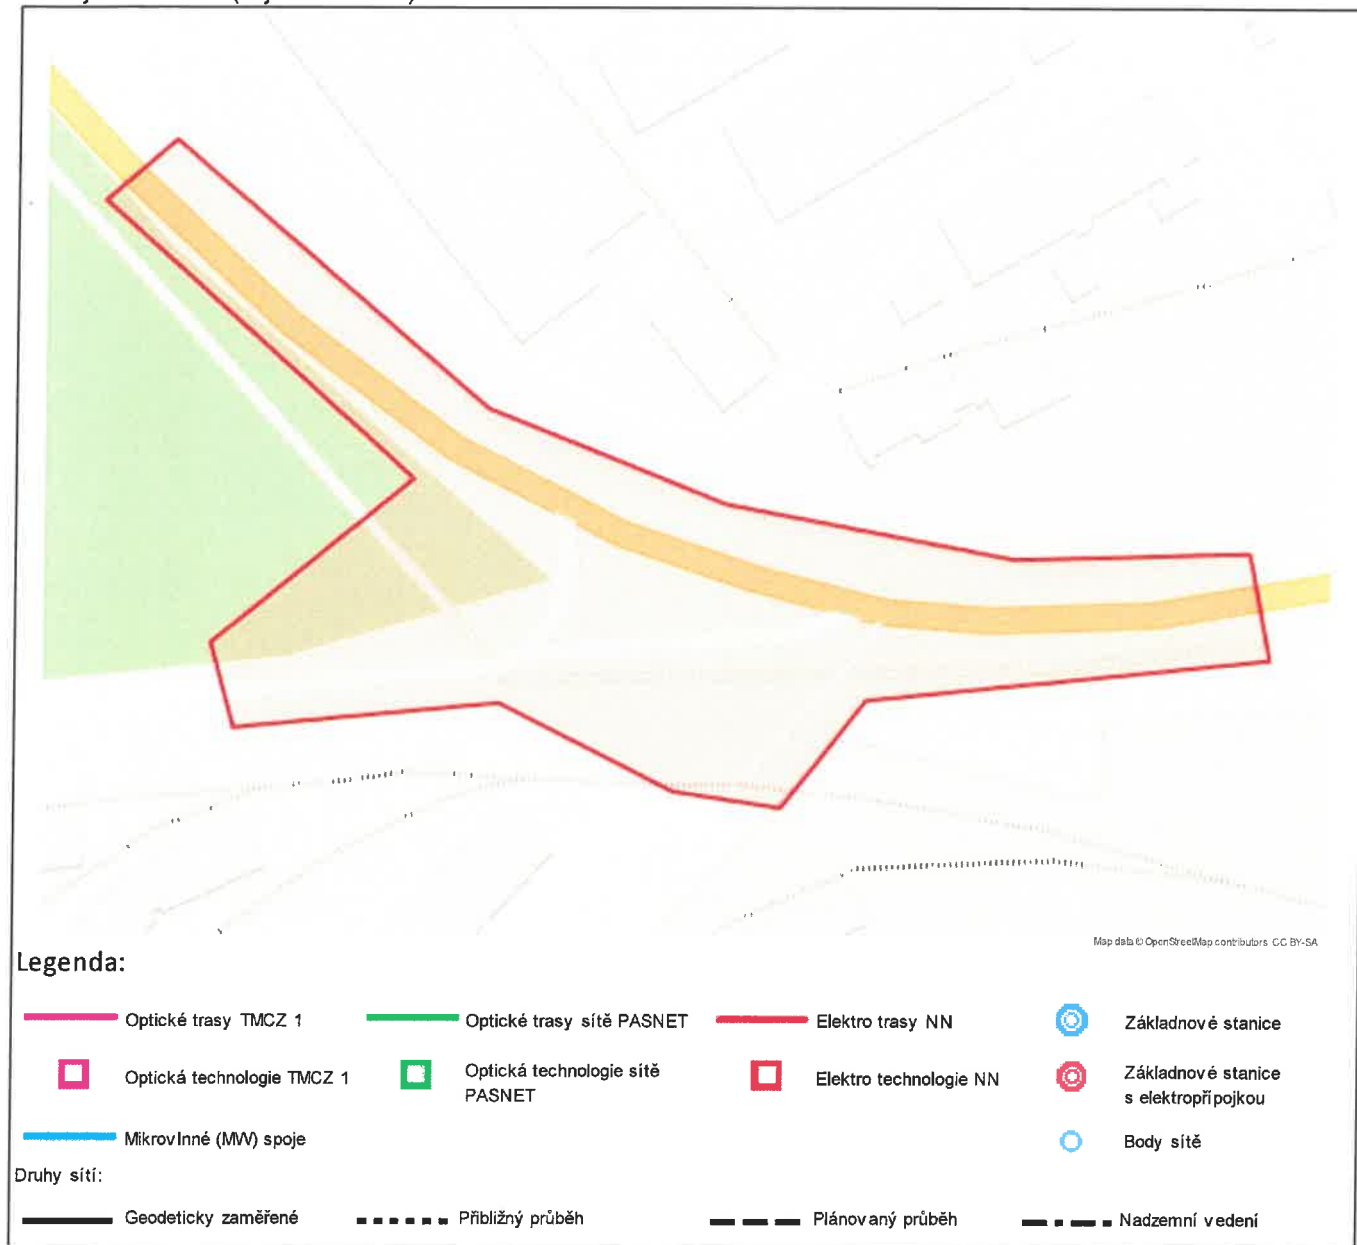 Map data © OpenStreetMap contributors CC BY-SA
Legenda:
Optické trasy TMCZ 1
Optické trasy sítě PASNET
Elektro trasy NN
Základnové stanice
Optická technologie TMCZ 1
Optická technologie sítě
PASNET
Elektro technologie NN
Základnové stanice
s elektropřípojkou
Mikrovlnné (MW) spoje
Body sítě
Druhy sítí:
Geodeticky zaměřené
Přibližný průběh
Plánovaný průběh
Nadzemní vedení